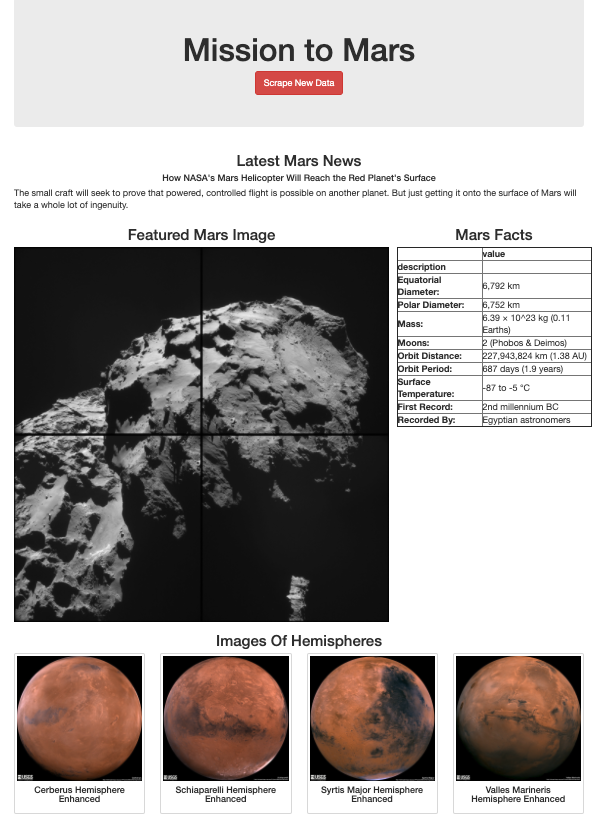 Mission to Mars
Scrape New Data
Latest Mars News
How NASA's Mars Helicopter Will Reach the Red Planet's Surface
The small craft will seek to prove that powered, controlled flight is possible on another planet. But just getting it onto the surface of Mars will
take a whole lot of ingenuity.
Featured Mars Image
Mars Facts
value
description
Equatorial
Diameter:
6,792 km
Polar Diameter:
6,752 km
Mass:
6.39 × 10^23 kg (0.11
Earths)
Moons:
2 (Phobos & Deimos)
Orbit Distance:
227,943,824 km (1.38 AU)
Orbit Period:
687 days (1.9 years)
Surface
Temperature:
-87 to -5 °C
First Record:
2nd millennium BC
Recorded By:
Egyptian astronomers
Images Of Hemispheres
USGS
USGS
USGS
USGS
Cerberus Hemisphere
Enhanced
Schiaparelli Hemisphere
Enhanced
Syrtis Major Hemisphere
Enhanced
Valles Marineris
Hemisphere Enhanced